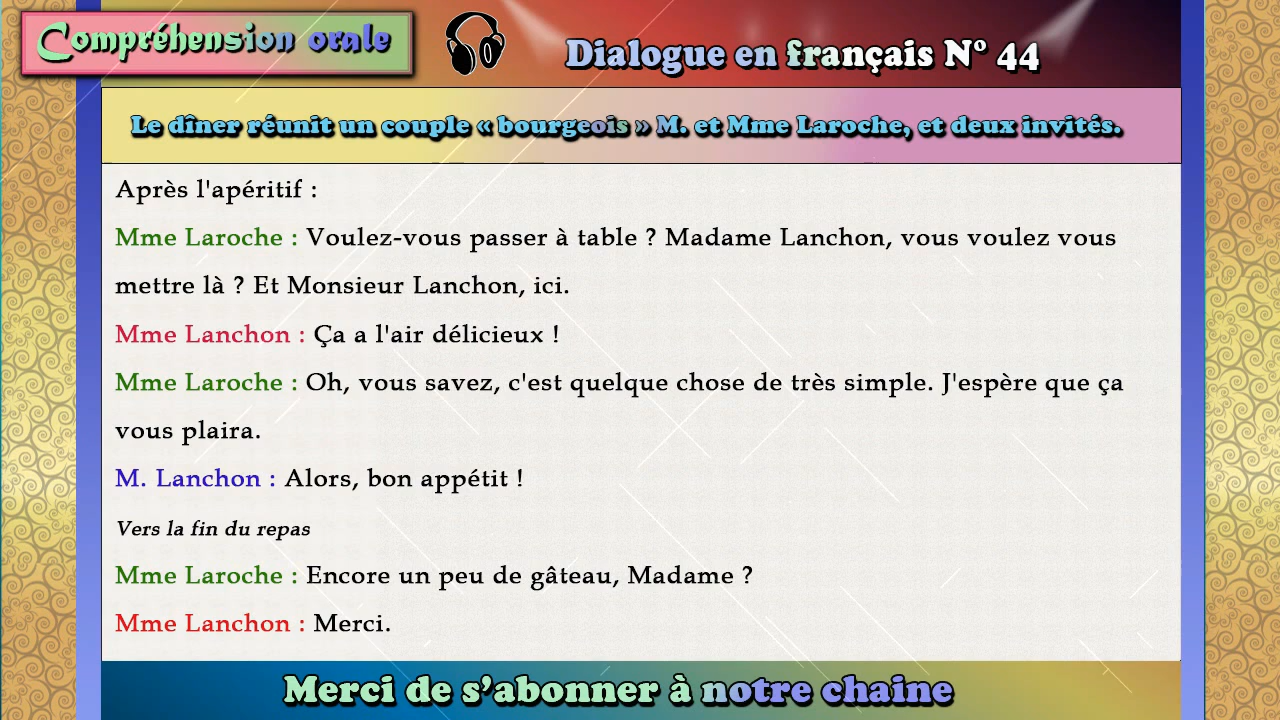 Compréhension orale
Dialogue en français N° 44
Le dîner réunit un couple « bourgeois » M. et Mme Laroche, et deux invités.
Après l'apéritif :
Mme Laroche : Voulez-vous passer à table ? Madame Lanchon, vous voulez vous
mettre là ? Et Monsieur Lanchon, ici.
Mme Lanchon : Ça a l'air délicieux !
Mme Laroche : Oh, vous savez, c'est quelque chose de très simple. J'espère que ça
vous plaira.
M. Lanchon : Alors, bon appétit !
Vers la fin du repas
Mme Laroche : Encore un peu de gâteau, Madame ?
Mme Lanchon : Merci.
Merci de s’abonner à notre chaine